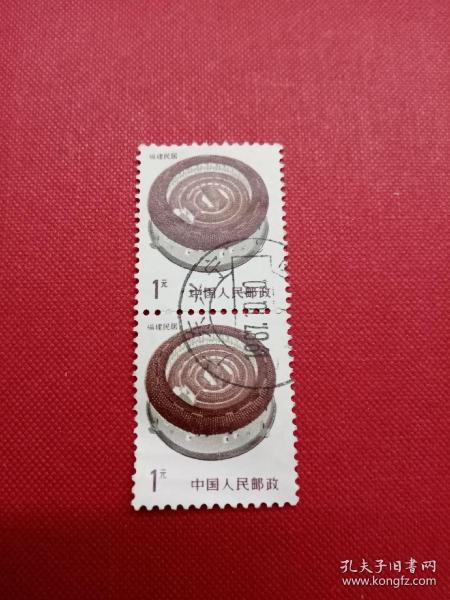 福建民居
1元
中国人民邮政
福建民居
1元
中国人民邮政
孔夫子旧书网
www.kongfz.com